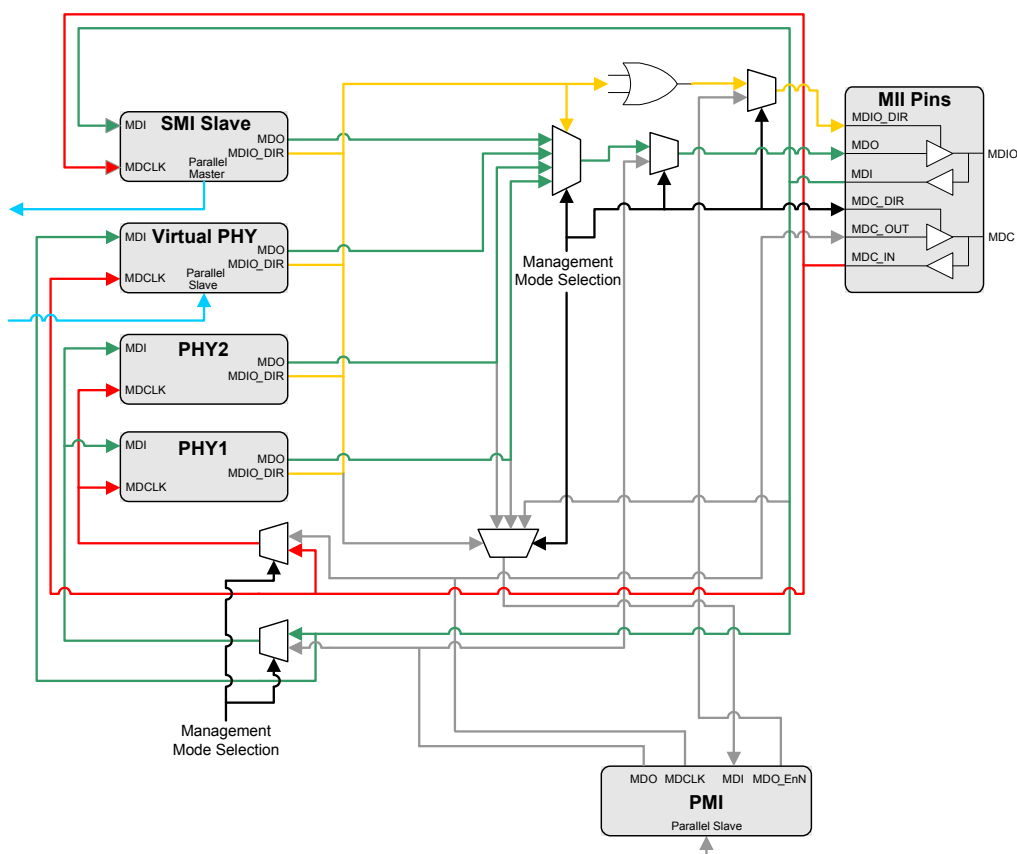 SMI Slave
MDI
MDO
MDIO_DIR
MDCLK
Parallel
Master
MII Pins
MDIO_DIR
MDO
MDIO
MDI
MDC_DIR
MDC_OUT
MDC
MDC_IN
Virtual PHY
MDI
MDO
MDIO_DIR
MDCLK
Parallel
Slave
Management
Mode Selection
PHY2
MDI
MDO
MDIO_DIR
MDCLK
PHY1
MDI
MDO
MDIO_DIR
MDCLK
Management
Mode Selection
MDO MDCLK MDI MDO_EnN
PMI
Parallel Slave